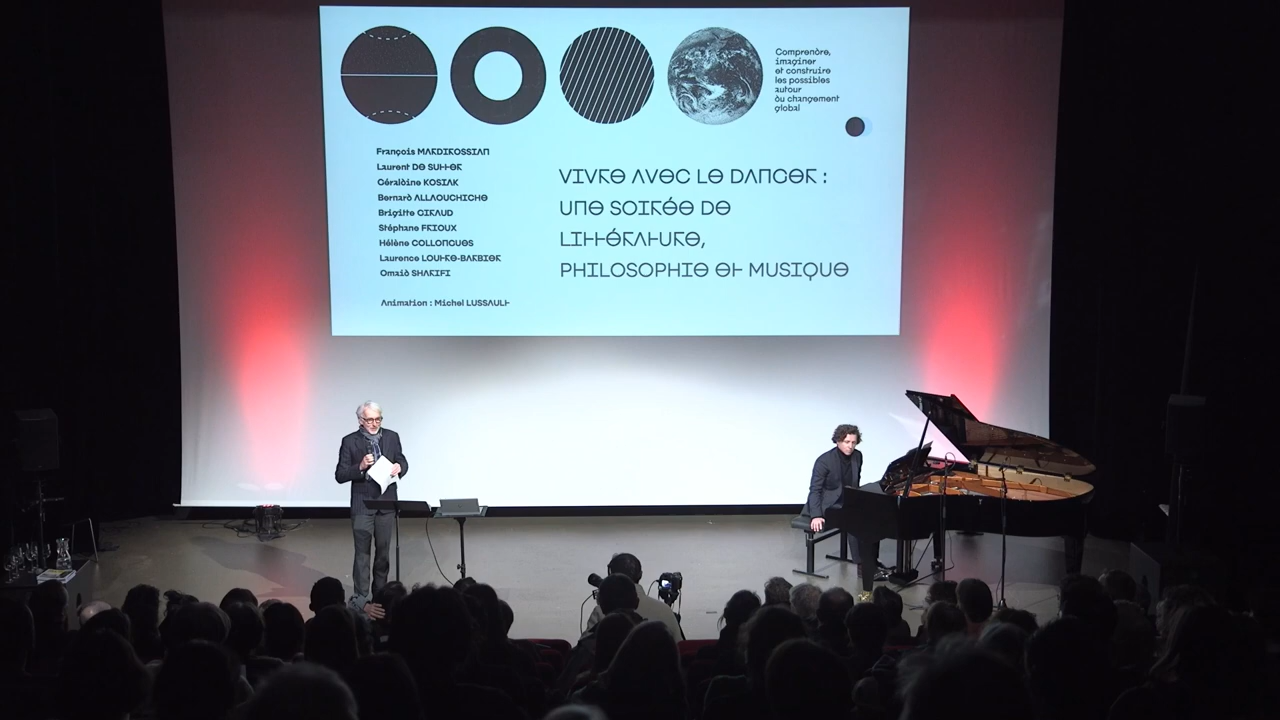 Comprendre,
imaginer
et construire
les possibles
autour
du changement
global
François MARDIROSSIAN
Laurent DE SUTTER
Géraldine KOSIAK
Bernard ALLAOUCHICHE
Brigitte GIRAUD
Stéphane FRIOUX
Hélène COLLONGUES
Laurence LOUTRE-BARBIER
Omaid SHARIFI
Animation : Michel LUSSAULT
VIVRE AVEC LE DANGER :
UNE SOIRÉE DE
LITTÉRATURE,
PHILOSOPHIE ET MUSIQUE